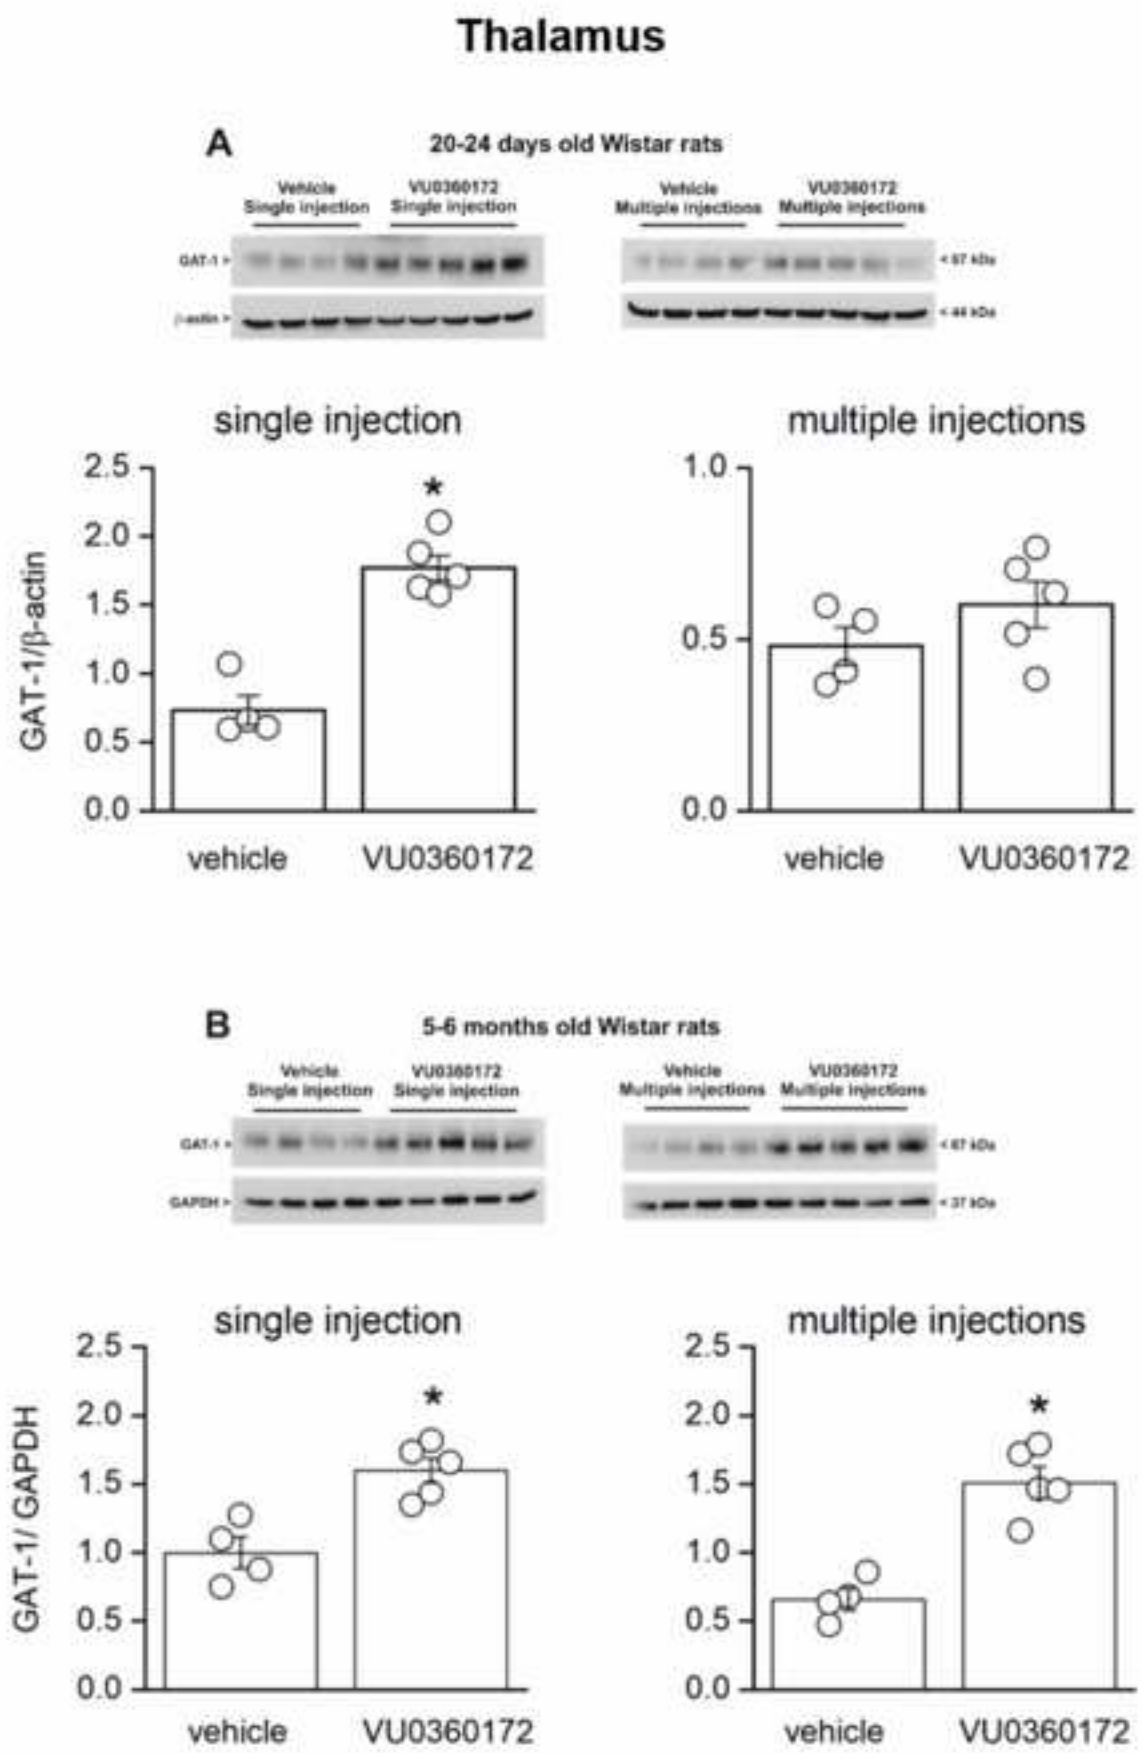 Thalamus
A
20-24 days old Wistar rats
Vehicle
Single injection
VU0360172
Single injection
Vehicle
Multiple injections
VU0360172
Multiple injections
GAT-1 >
< 67 kDa
β-actin >
< 44 kDa
single injection
multiple injections
GAT-1/β-actin
2.5
2.0
1.5
1.0
0.5
0.0
*
vehicle
VU0360172
1.0
0.5
0.0
vehicle
VU0360172
B
5-6 months old Wistar rats
Vehicle
Single injection
VU0360172
Single injection
Vehicle
Multiple injections
VU0360172
Multiple injections
GAT-1 >
< 67 kDa
GAPDH >
< 37 kDa
single injection
multiple injections
GAT-1/ GAPDH
2.5
2.0
1.5
1.0
0.5
0.0
*
vehicle
VU0360172
2.5
2.0
1.5
1.0
0.5
0.0
*
vehicle
VU0360172